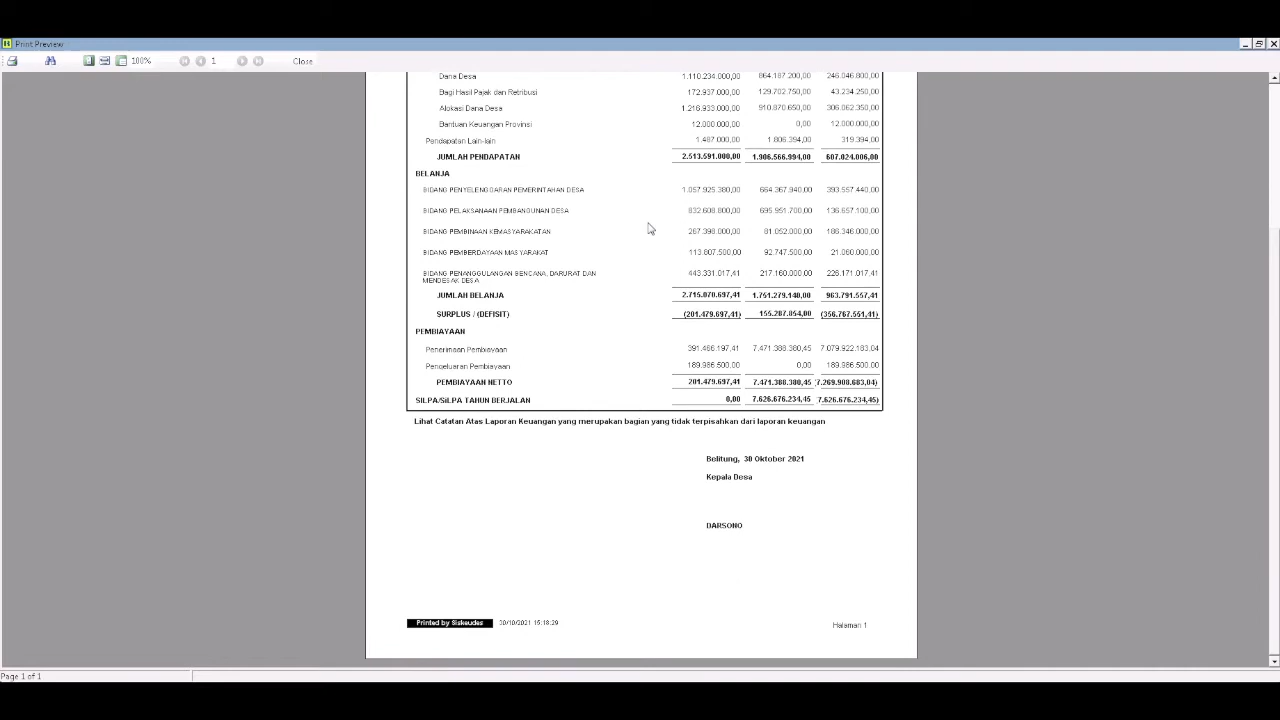 Print Preview
100% 1 Close
Dana Desa 1.110.234.000,00 864.187.200,00 246.046.800,00
Bagi Hasil Pajak dan Retribusi 172.937.000,00 129.702.750,00 43.234.250,00
Alokasi Dana Desa 1.216.933.000,00 910.870.650,00 306.062.350,00
Bantuan Keuangan Provinsi 12.000.000,00 0,00 12.000.000,00
Pendapatan Lain-lain 1.487.000,00 1.806.394,00 319.394,00
JUMLAH PENDAPATAN 2.513.591.000,00 1.906.566.994,00 607.024.006,00
BELANJA
BIDANG PENYELENGGARAN PEMERINTAHAN DESA 1.057.925.380,00 664.367.940,00 393.557.440,00
BIDANG PELAKSANAAN PEMBANGUNAN DESA 832.608.800,00 695.951.700,00 136.657.100,00
BIDANG PEMBINAAN KEMASYARAKATAN 267.398.000,00 81.052.000,00 186.346.000,00
BIDANG PEMBERDAYAAN MASYARAKAT 113.807.500,00 92.747.500,00 21.060.000,00
BIDANG PENANGGULANGAN BENCANA, DARURAT DAN 443.331.017,41 217.160.000,00 226.171.017,41
MENDESAK DESA
JUMLAH BELANJA 2.715.070.697,41 1.751.279.140,00 963.791.557,41
SURPLUS / (DEFISIT) (201.479.697,41) 155.287.854,00 (356.767.551,41)
PEMBIAYAAN
Penerimaan Pembiayaan 391.466.197,41 7.471.388.380,45 7.079.922.183,04
Pengeluaran Pembiayaan 189.986.500,00 0,00 189.986.500,00
PEMBIAYAAN NETTO 201.479.697,41 7.471.388.380,45 (7.269.908.683,04)
SILPA/SiLPA TAHUN BERJALAN 0,00 7.626.676.234,45 7.626.676.234,45)
Lihat Catatan Atas Laporan Keuangan yang merupakan bagian yang tidak terpisahkan dari laporan keuangan
Belitung, 30 Oktober 2021
Kepala Desa
DARSONO
Printed by Siskeudes 30/10/2021 15:18:29 Halaman 1
Page 1 of 1